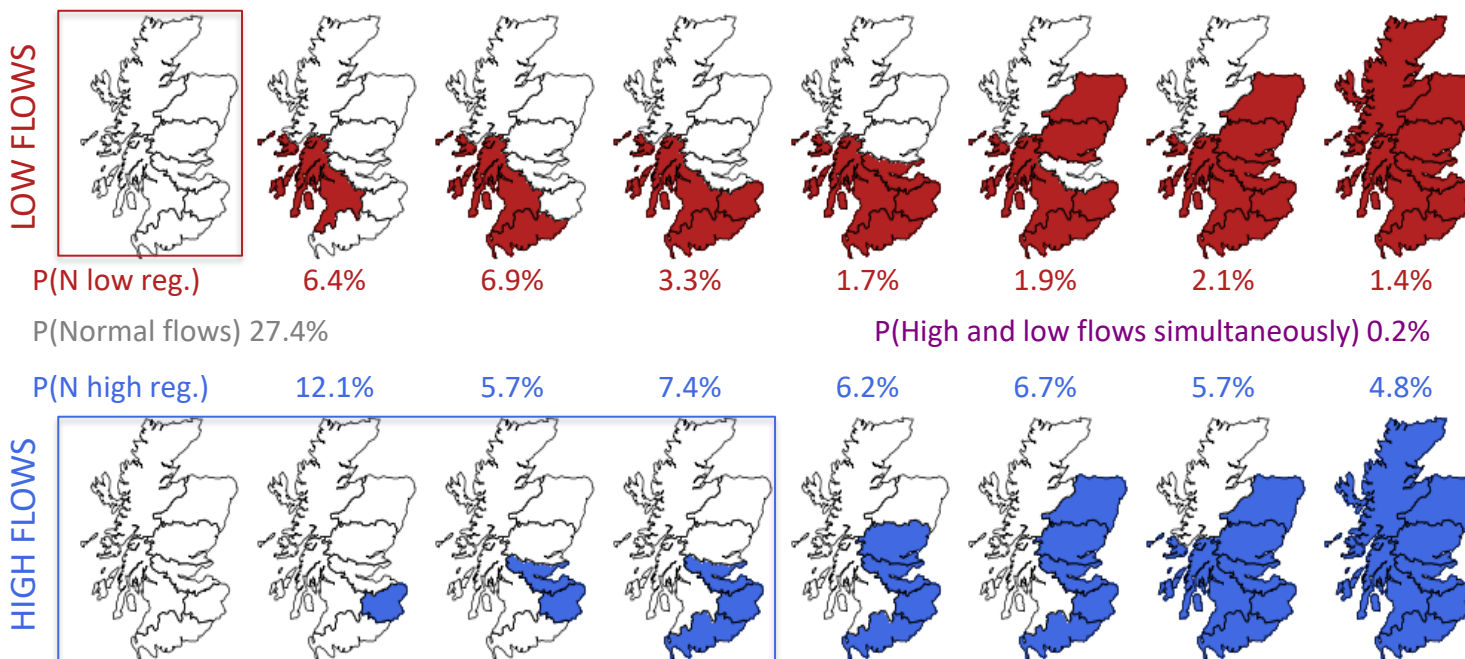 LOW FLOWS
P(N low reg.) 6.4% 6.9% 3.3% 1.7% 1.9% 2.1% 1.4%
P(Normal flows) 27.4% P(High and low flows simultaneously) 0.2%
P(N high reg.) 12.1% 5.7% 7.4% 6.2% 6.7% 5.7% 4.8%
HIGH FLOWS